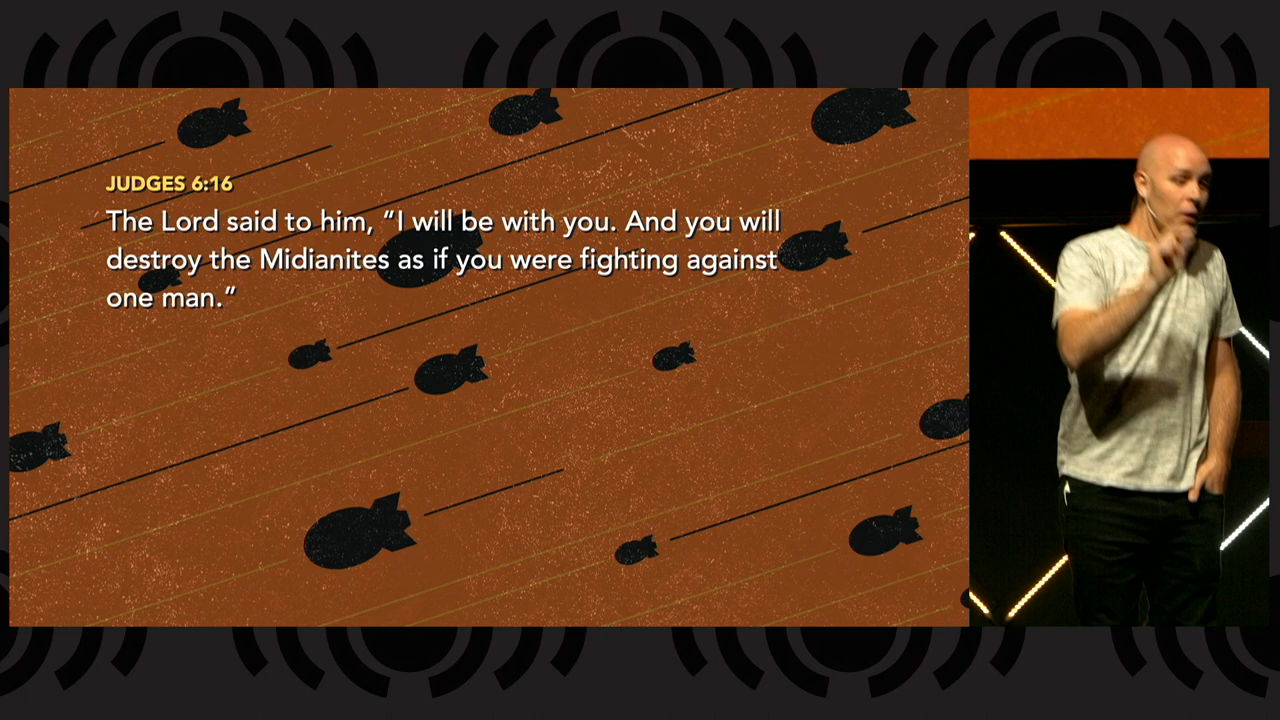 JUDGES 6:16
The Lord said to him, “I will be with you. And you will
destroy the Midianites as if you were fighting against
one man.”